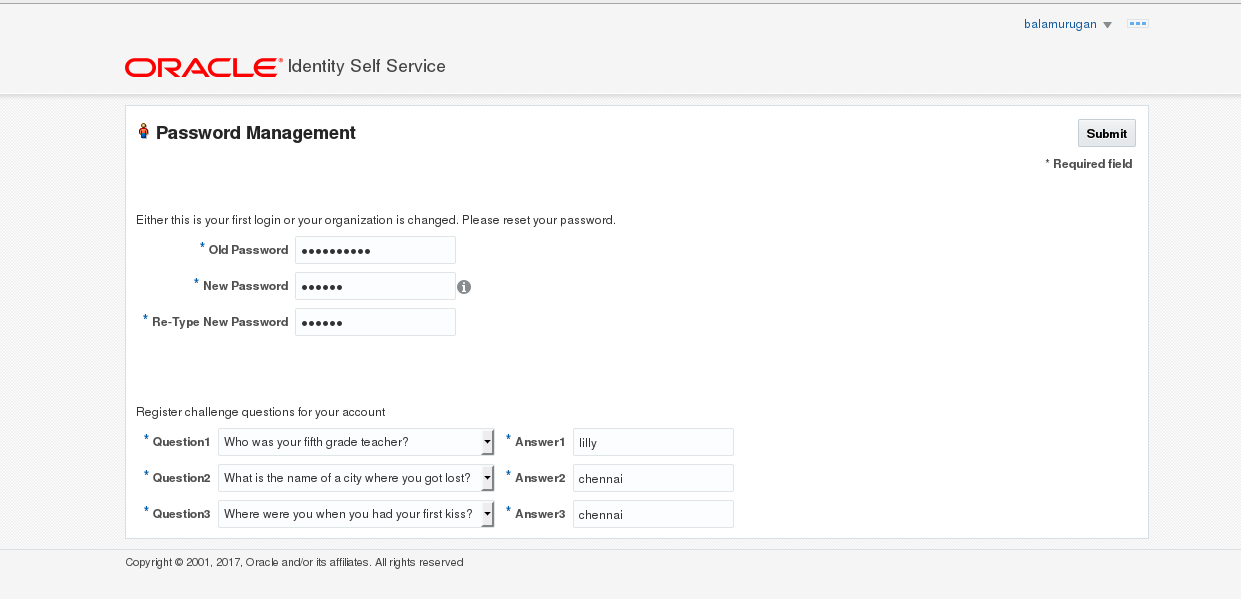 balamurugan
ORACLE® Identity Self Service
Password Management
Submit
* Required field
Either this is your first login or your organization is changed. Please reset your password.
* Old Password ••••••••••
* New Password ••••••
* Re-Type New Password ••••••
Register challenge questions for your account
* Question1 Who was your fifth grade teacher? * Answer1 lilly
* Question2 What is the name of a city where you got lost? * Answer2 chennai
* Question3 Where were you when you had your first kiss? * Answer3 chennai
Copyright © 2001, 2017, Oracle and/or its affiliates. All rights reserved